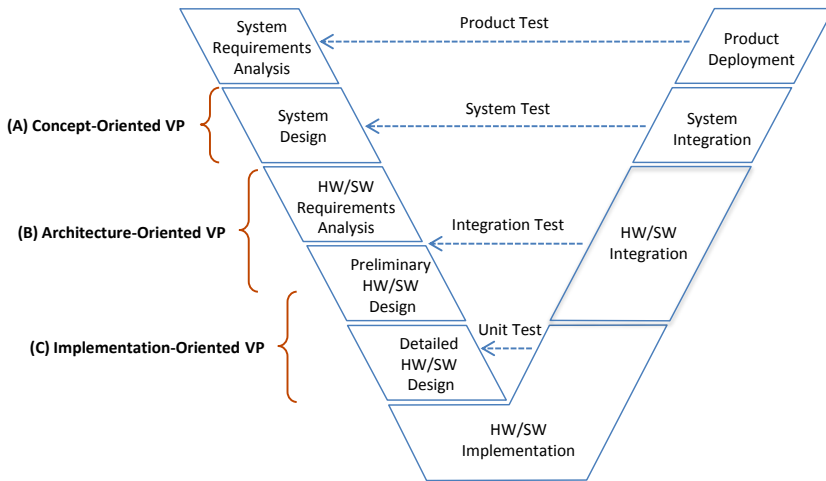 System
Requirements
Analysis
Product Test
Product
Deployment
(A) Concept-Oriented VP
System
Design
System Test
System
Integration
(B) Architecture-Oriented VP
HW/SW
Requirements
Analysis
Integration Test
HW/SW
Integration
Preliminary
HW/SW
Design
(C) Implementation-Oriented VP
Unit Test
Detailed
HW/SW
Design
HW/SW
Implementation